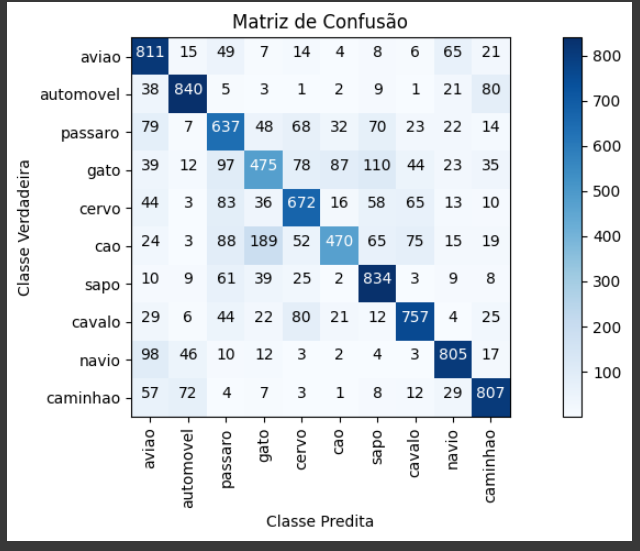 Matriz de Confusão
aviao 811 15 49 7 14 4 8 6 65 21
automovel 38 840 5 3 1 2 9 1 21 80
passaro 79 7 637 48 68 32 70 23 22 14
gato 39 12 97 475 78 87 110 44 23 35
cervo 44 3 83 36 672 16 58 65 13 10
cao 24 3 88 189 52 470 65 75 15 19
sapo 10 9 61 39 25 2 834 3 9 8
cavalo 29 6 44 22 80 21 12 757 4 25
navio 98 46 10 12 3 2 4 3 805 17
caminhao 57 72 4 7 3 1 8 12 29 807
aviao automovel passaro gato cervo cao sapo cavalo navio caminhao
Classe Predita
Classe Verdadeira
800
700
600
500
400
300
200
100